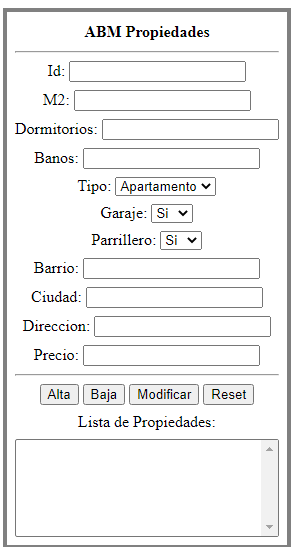 ABM Propiedades
Id:
M2:
Dormitorios:
Banos:
Tipo: Apartamento
Garaje: Si
Parrillero: Si
Barrio:
Ciudad:
Direccion:
Precio:
Alta Baja Modificar Reset
Lista de Propiedades: